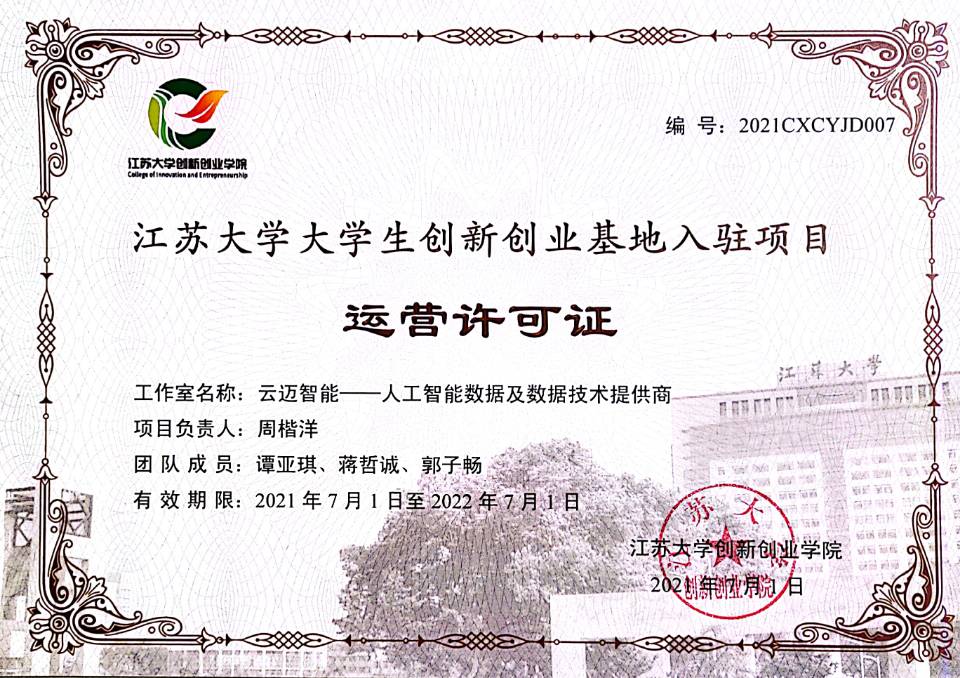 江苏大学创新创业学院
College of Innovation and Entrepreneurship
编 号：2021CXCYJD007
江苏大学大学生创新创业基地入驻项目
运营许可证
工作室名称：云迈智能——人工智能数据及数据技术提供商
项目负责人：周楷洋
团 队 成 员：谭亚琪、蒋哲诚、郭子畅
有 效 期 限：2021 年 7 月 1 日至 2022 年 7 月 1 日
江苏大学
江苏大学创新创业学院
2021 年 7 月 1 日
江苏大学
创新创业学院